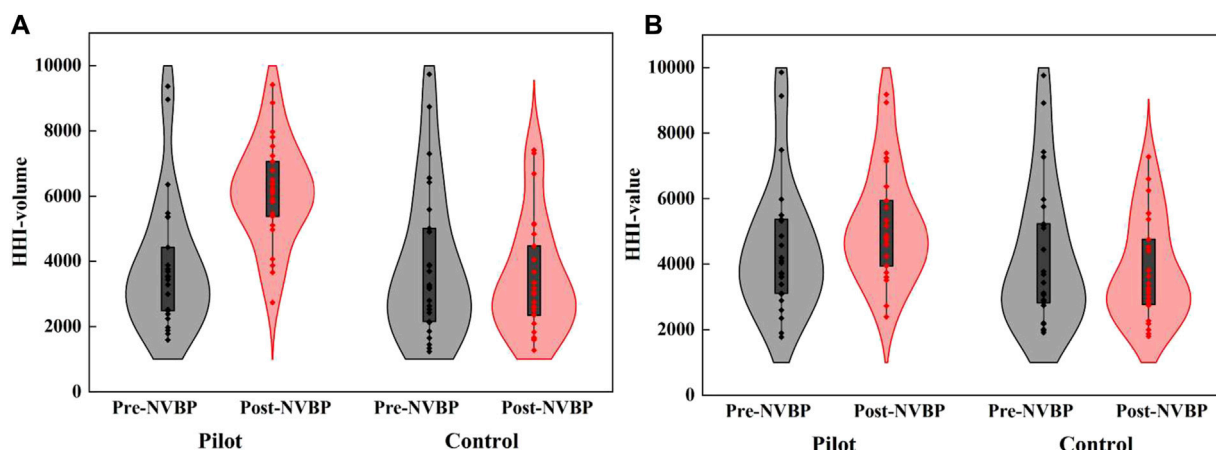 A
HHI-volume
10000
8000
6000
4000
2000
0
Pre-NVBP Post-NVBP Pre-NVBP Post-NVBP
Pilot Control
B
HHI-value
10000
8000
6000
4000
2000
0
Pre-NVBP Post-NVBP Pre-NVBP Post-NVBP
Pilot Control